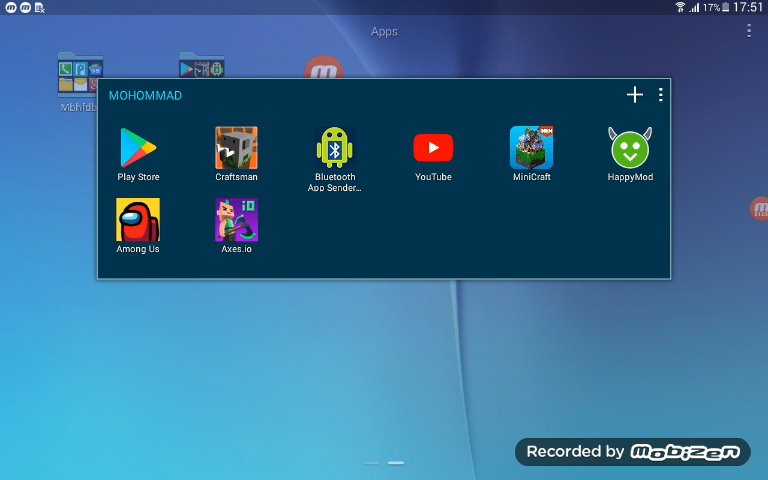 17% 17:51
Apps
Mbhfdb
MOHOMMAD
Play Store
Craftsman
Bluetooth
App Sender...
YouTube
MiniCraft
HappyMod
Among Us
Axes.io
Recorded by mobizen